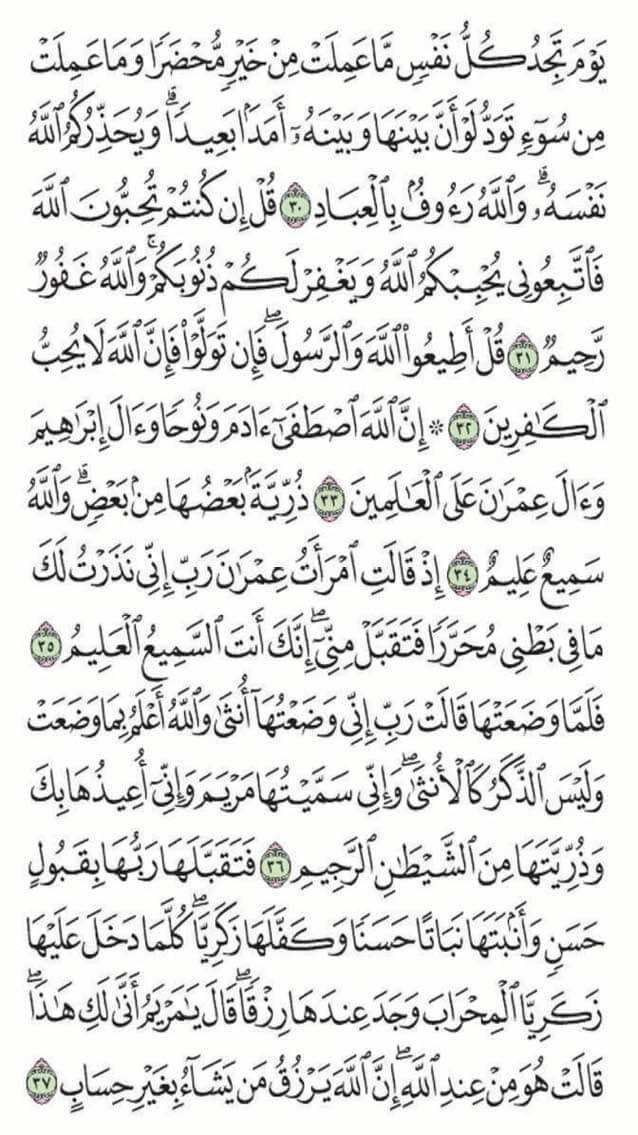 يَوْمَ تَجِدُ كُلُّ نَفْسٍ مَّا عَمِلَتْ مِنْ خَيْرٍ مُّحْضَرًا وَمَا عَمِلَتْ
مِن سُوٓءٍ تَوَدُّ لَوْ أَنَّ بَيْنَهَا وَبَيْنَهُۥٓ أَمَدًۢا بَعِيدًا ۗ وَيُحَذِّرُكُمُ ٱللَّهُ
نَفْسَهُۥ ۗ وَٱللَّهُ رَءُوفٌۢ بِٱلْعِبَادِ ٣٠ قُلْ إِن كُنتُمْ تُحِبُّونَ ٱللَّهَ
فَٱتَّبِعُونِي يُحْبِبْكُمُ ٱللَّهُ وَيَغْفِرْ لَكُمْ ذُنُوبَكُمْ ۗ وَٱللَّهُ غَفُورٌ
رَّحِيمٌ ٣١ قُلْ أَطِيعُواْ ٱللَّهَ وَٱلرَّسُولَ ۖ فَإِن تَوَلَّوْاْ فَإِنَّ ٱللَّهَ لَا يُحِبُّ
ٱلْكَٰفِرِينَ ٣٢ ۞ إِنَّ ٱللَّهَ ٱصْطَفَىٰٓ ءَادَمَ وَنُوحًا وَءَالَ إِبْرَٰهِيمَ
وَءَالَ عِمْرَٰنَ عَلَى ٱلْعَٰلَمِينَ ٣٣ ذُرِّيَّةًۢ بَعْضُهَا مِنۢ بَعْضٍ ۗ وَٱللَّهُ
سَمِيعٌ عَلِيمٌ ٣٤ إِذْ قَالَتِ ٱمْرَأَتُ عِمْرَٰنَ رَبِّ إِنِّي نَذَرْتُ لَكَ
مَا فِي بَطْنِي مُحَرَّرًا فَتَقَبَّلْ مِنِّيٓ ۖ إِنَّكَ أَنتَ ٱلسَّمِيعُ ٱلْعَلِيمُ ٣٥
فَلَمَّا وَضَعَتْهَا قَالَتْ رَبِّ إِنِّي وَضَعْتُهَآ أُنثَىٰ وَٱللَّهُ أَعْلَمُ بِمَا وَضَعَتْ
وَلَيْسَ ٱلذَّكَرُ كَٱلْأُنثَىٰ ۖ وَإِنِّي سَمَّيْتُهَا مَرْيَمَ وَإِنِّيٓ أُعِيذُهَا بِكَ
وَذُرِّيَّتَهَا مِنَ ٱلشَّيْطَٰنِ ٱلرَّجِيمِ ٣٦ فَتَقَبَّلَهَا رَبُّهَا بِقَبُولٍ
حَسَنٍ وَأَنۢبَتَهَا نَبَاتًا حَسَنًا وَكَفَّلَهَا زَكَرِيَّا ۖ كُلَّمَا دَخَلَ عَلَيْهَا
زَكَرِيَّا ٱلْمِحْرَابَ وَجَدَ عِندَهَا رِزْقًا ۖ قَالَ يَٰمَرْيَمُ أَنَّىٰ لَكِ هَٰذَا ۖ
قَالَتْ هُوَ مِنْ عِندِ ٱللَّهِ ۖ إِنَّ ٱللَّهَ يَرْزُقُ مَن يَشَآءُ بِغَيْرِ حِسَابٍ ٣٧